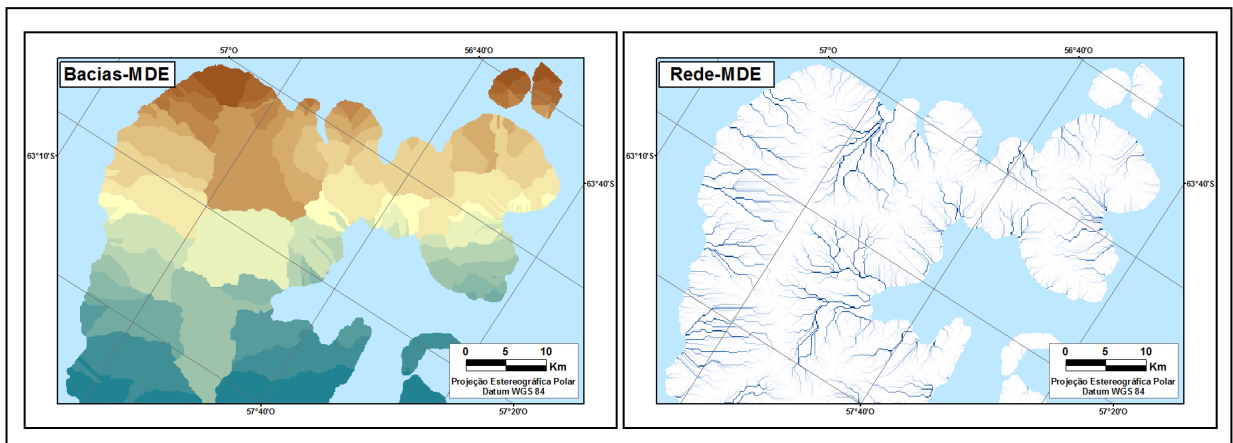 57°O
56°40'O
Bacias-MDE
63°10'S
63°40'S
0 5 10
Km
Projeção Estereográfica Polar
Datum WGS 84
57°40'O
57°20'O
57°O
56°40'O
Rede-MDE
63°10'S
63°40'S
0 5 10
Km
Projeção Estereográfica Polar
Datum WGS 84
57°40'O
57°20'O